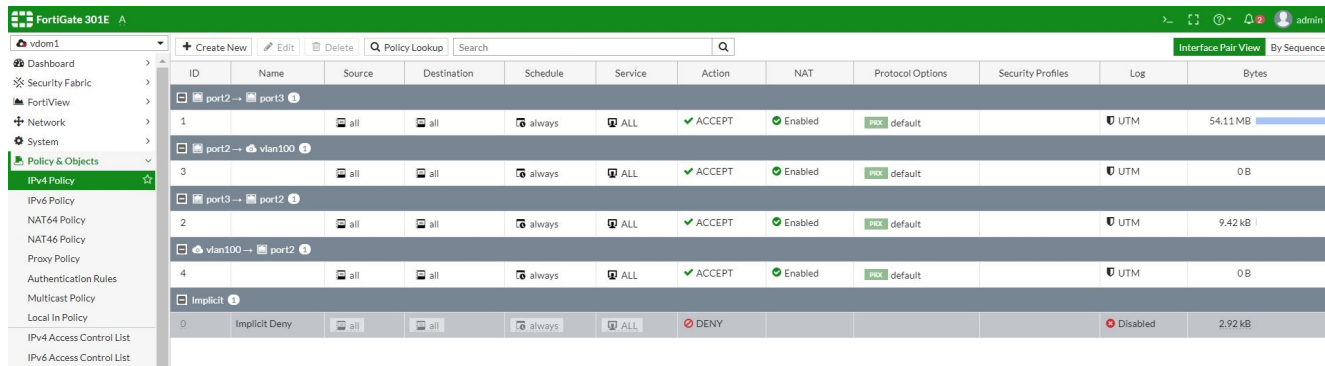 FortiGate 301E A
admin
2
vdom1
Create New Edit Delete Policy Lookup Search Interface Pair View By Sequence
Dashboard
Security Fabric
FortiView
Network
System
Policy & Objects
IPv4 Policy
IPv6 Policy
NAT64 Policy
NAT46 Policy
Proxy Policy
Authentication Rules
Multicast Policy
Local In Policy
IPv4 Access Control List
IPv6 Access Control List
ID Name Source Destination Schedule Service Action NAT Protocol Options Security Profiles Log Bytes
port2 → port3 1
1 all all always ALL ACCEPT Enabled PRX default UTM 54.11 MB
port2 → vlan100 1
3 all all always ALL ACCEPT Enabled PRX default UTM 0 B
port3 → port2 1
2 all all always ALL ACCEPT Enabled PRX default UTM 9.42 kB
vlan100 → port2 1
4 all all always ALL ACCEPT Enabled PRX default UTM 0 B
Implicit 1
0 Implicit Deny all all always ALL DENY Disabled 2.92 kB